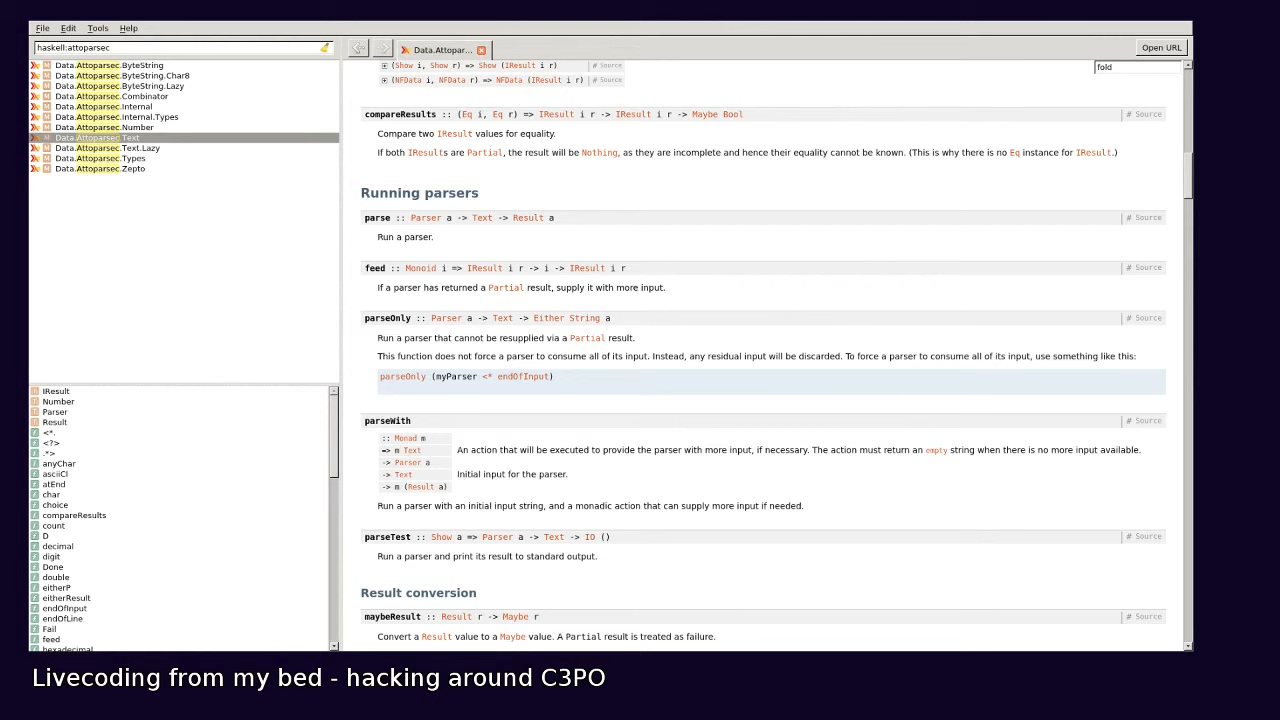 File Edit Tools Help
haskell:attoparsec
Data.Attopar...
Open URL
fold
Data.Attoparsec.ByteString
Data.Attoparsec.ByteString.Char8
Data.Attoparsec.ByteString.Lazy
Data.Attoparsec.Combinator
Data.Attoparsec.Internal
Data.Attoparsec.Internal.Types
Data.Attoparsec.Number
Data.Attoparsec.Text
Data.Attoparsec.Text.Lazy
Data.Attoparsec.Types
Data.Attoparsec.Zepto
IResult
Number
Parser
Result
<*.
<?>
.*>
anyChar
asciiCI
atEnd
char
choice
compareResults
count
D
decimal
digit
Done
double
eitherP
eitherResult
endOfInput
endOfLine
Fail
feed
hexadecimal
(Show i, Show r) => Show (IResult i r) # Source
(NFData i, NFData r) => NFData (IResult i r) # Source
compareResults :: (Eq i, Eq r) => IResult i r -> IResult i r -> Maybe Bool # Source
Compare two IResult values for equality.
If both IResults are Partial, the result will be Nothing, as they are incomplete and hence their equality cannot be known. (This is why there is no Eq instance for IResult.)
Running parsers
parse :: Parser a -> Text -> Result a # Source
Run a parser.
feed :: Monoid i => IResult i r -> i -> IResult i r # Source
If a parser has returned a Partial result, supply it with more input.
parseOnly :: Parser a -> Text -> Either String a # Source
Run a parser that cannot be resupplied via a Partial result.
This function does not force a parser to consume all of its input. Instead, any residual input will be discarded. To force a parser to consume all of its input, use something like this:
parseOnly (myParser <* endOfInput)
parseWith # Source
:: Monad m
=> m Text An action that will be executed to provide the parser with more input, if necessary. The action must return an empty string when there is no more input available.
-> Parser a
-> Text Initial input for the parser.
-> m (Result a)
Run a parser with an initial input string, and a monadic action that can supply more input if needed.
parseTest :: Show a => Parser a -> Text -> IO () # Source
Run a parser and print its result to standard output.
Result conversion
maybeResult :: Result r -> Maybe r # Source
Convert a Result value to a Maybe value. A Partial result is treated as failure.
Livecoding from my bed - hacking around C3PO